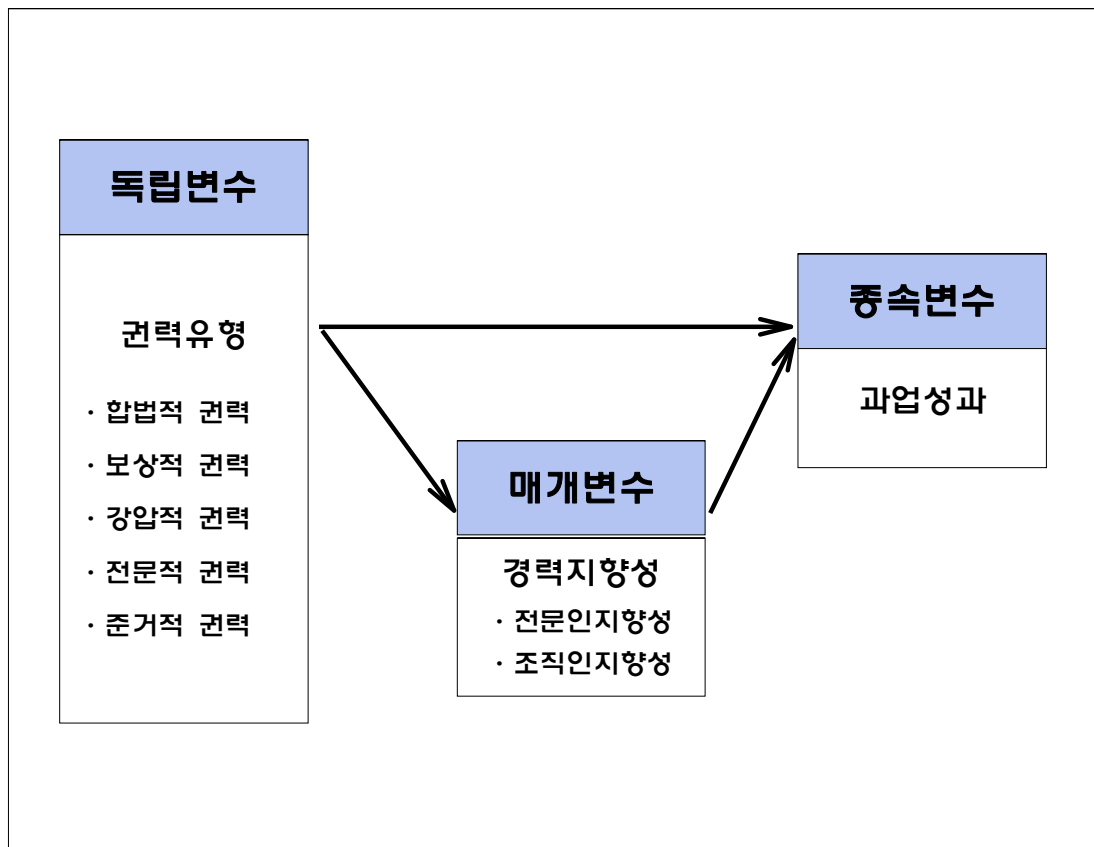 독립변수
권력유형
· 합법적 권력
· 보상적 권력
· 강압적 권력
· 전문적 권력
· 준거적 권력
매개변수
경력지향성
· 전문인지향성
· 조직인지향성
종속변수
과업성과